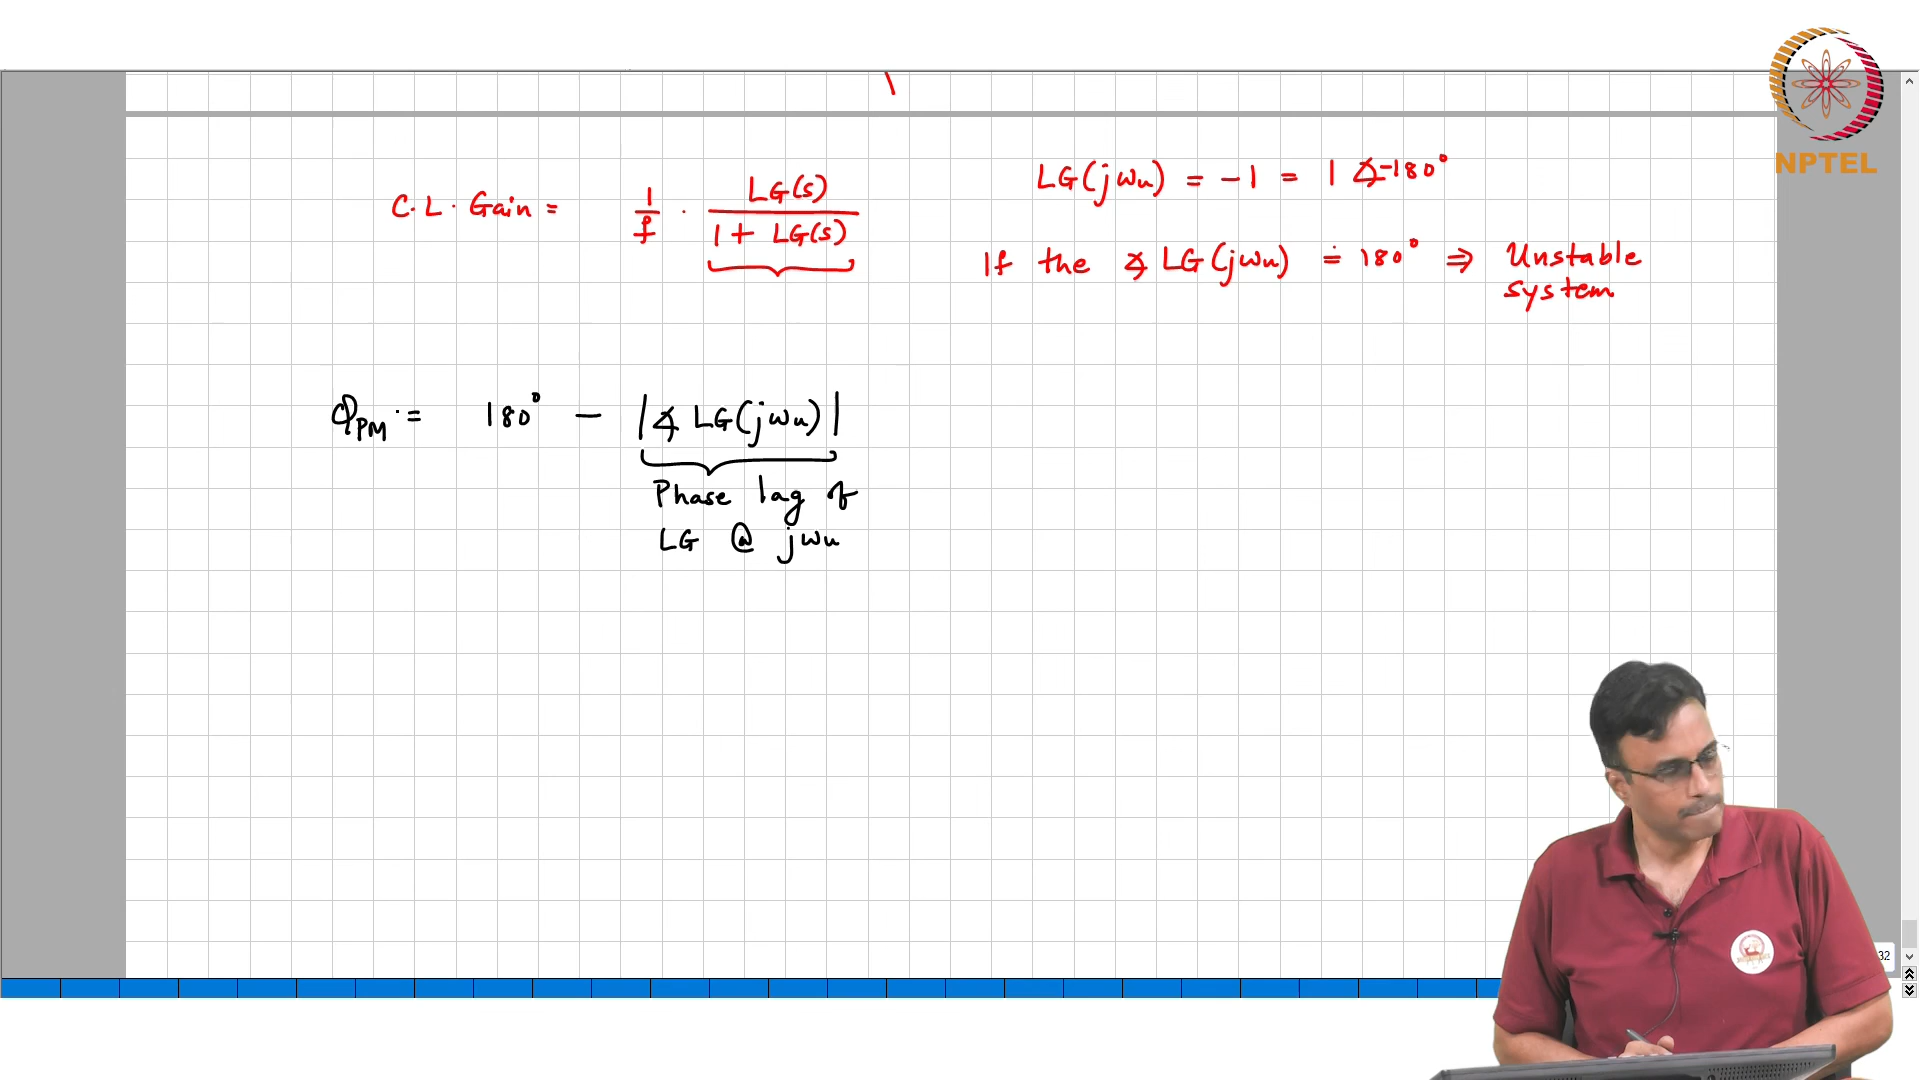 NPTEL
C.L. Gain = 1/f · LG(s)/(1 + LG(s))
LG(jωu) = -1 = 1 ∡-180°
If the ∡ LG(jωu) = 180° ⇒ Unstable
system
ΦPM = 180° - |∡ LG(jωu)|
Phase lag of
LG @ jωu
32